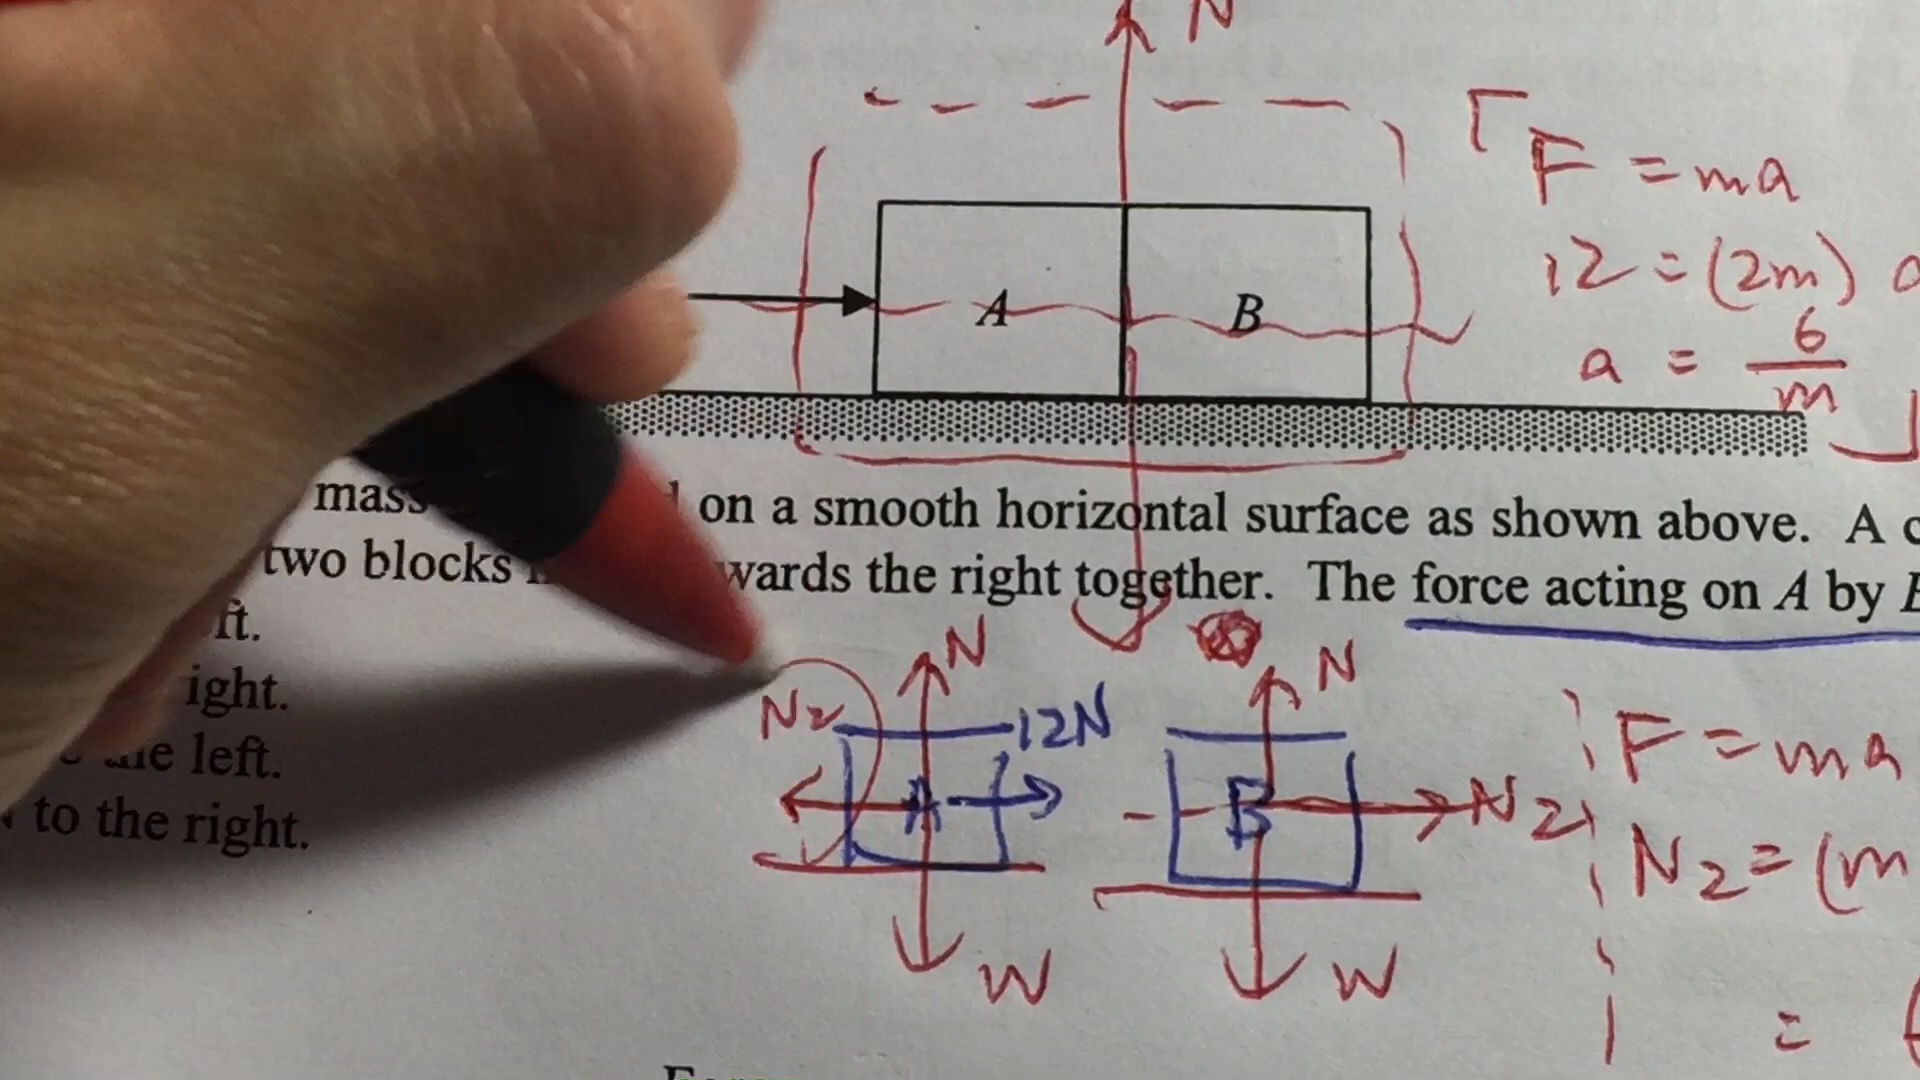 N
F = ma
12 = (2m) a
a = 6/m
A B
mass on a smooth horizontal surface as shown above. A
two blocks wards the right together. The force acting on A by B
ft.
ight.
the left.
to the right.
N N
N2 12N N2
A B
W W
F = ma
N2 = (m
=